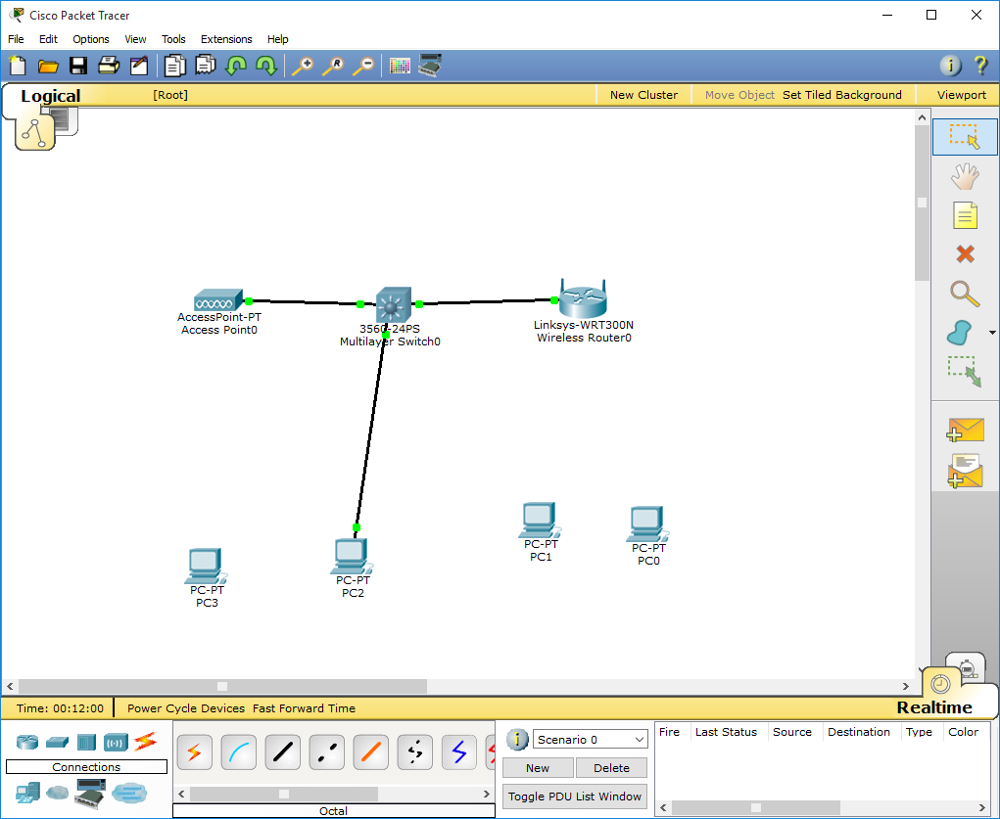 Cisco Packet Tracer
File Edit Options View Tools Extensions Help
Logical [Root] New Cluster Move Object Set Tiled Background Viewport
AccessPoint-PT
Access Point0
3560-24PS
Multilayer Switch0
Linksys-WRT300N
Wireless Router0
PC-PT
PC1
PC-PT
PC0
PC-PT
PC2
PC-PT
PC3
Time: 00:12:00 Power Cycle Devices Fast Forward Time
Realtime
Connections
Octal
Scenario 0
New Delete
Toggle PDU List Window
Fire Last Status Source Destination Type Color